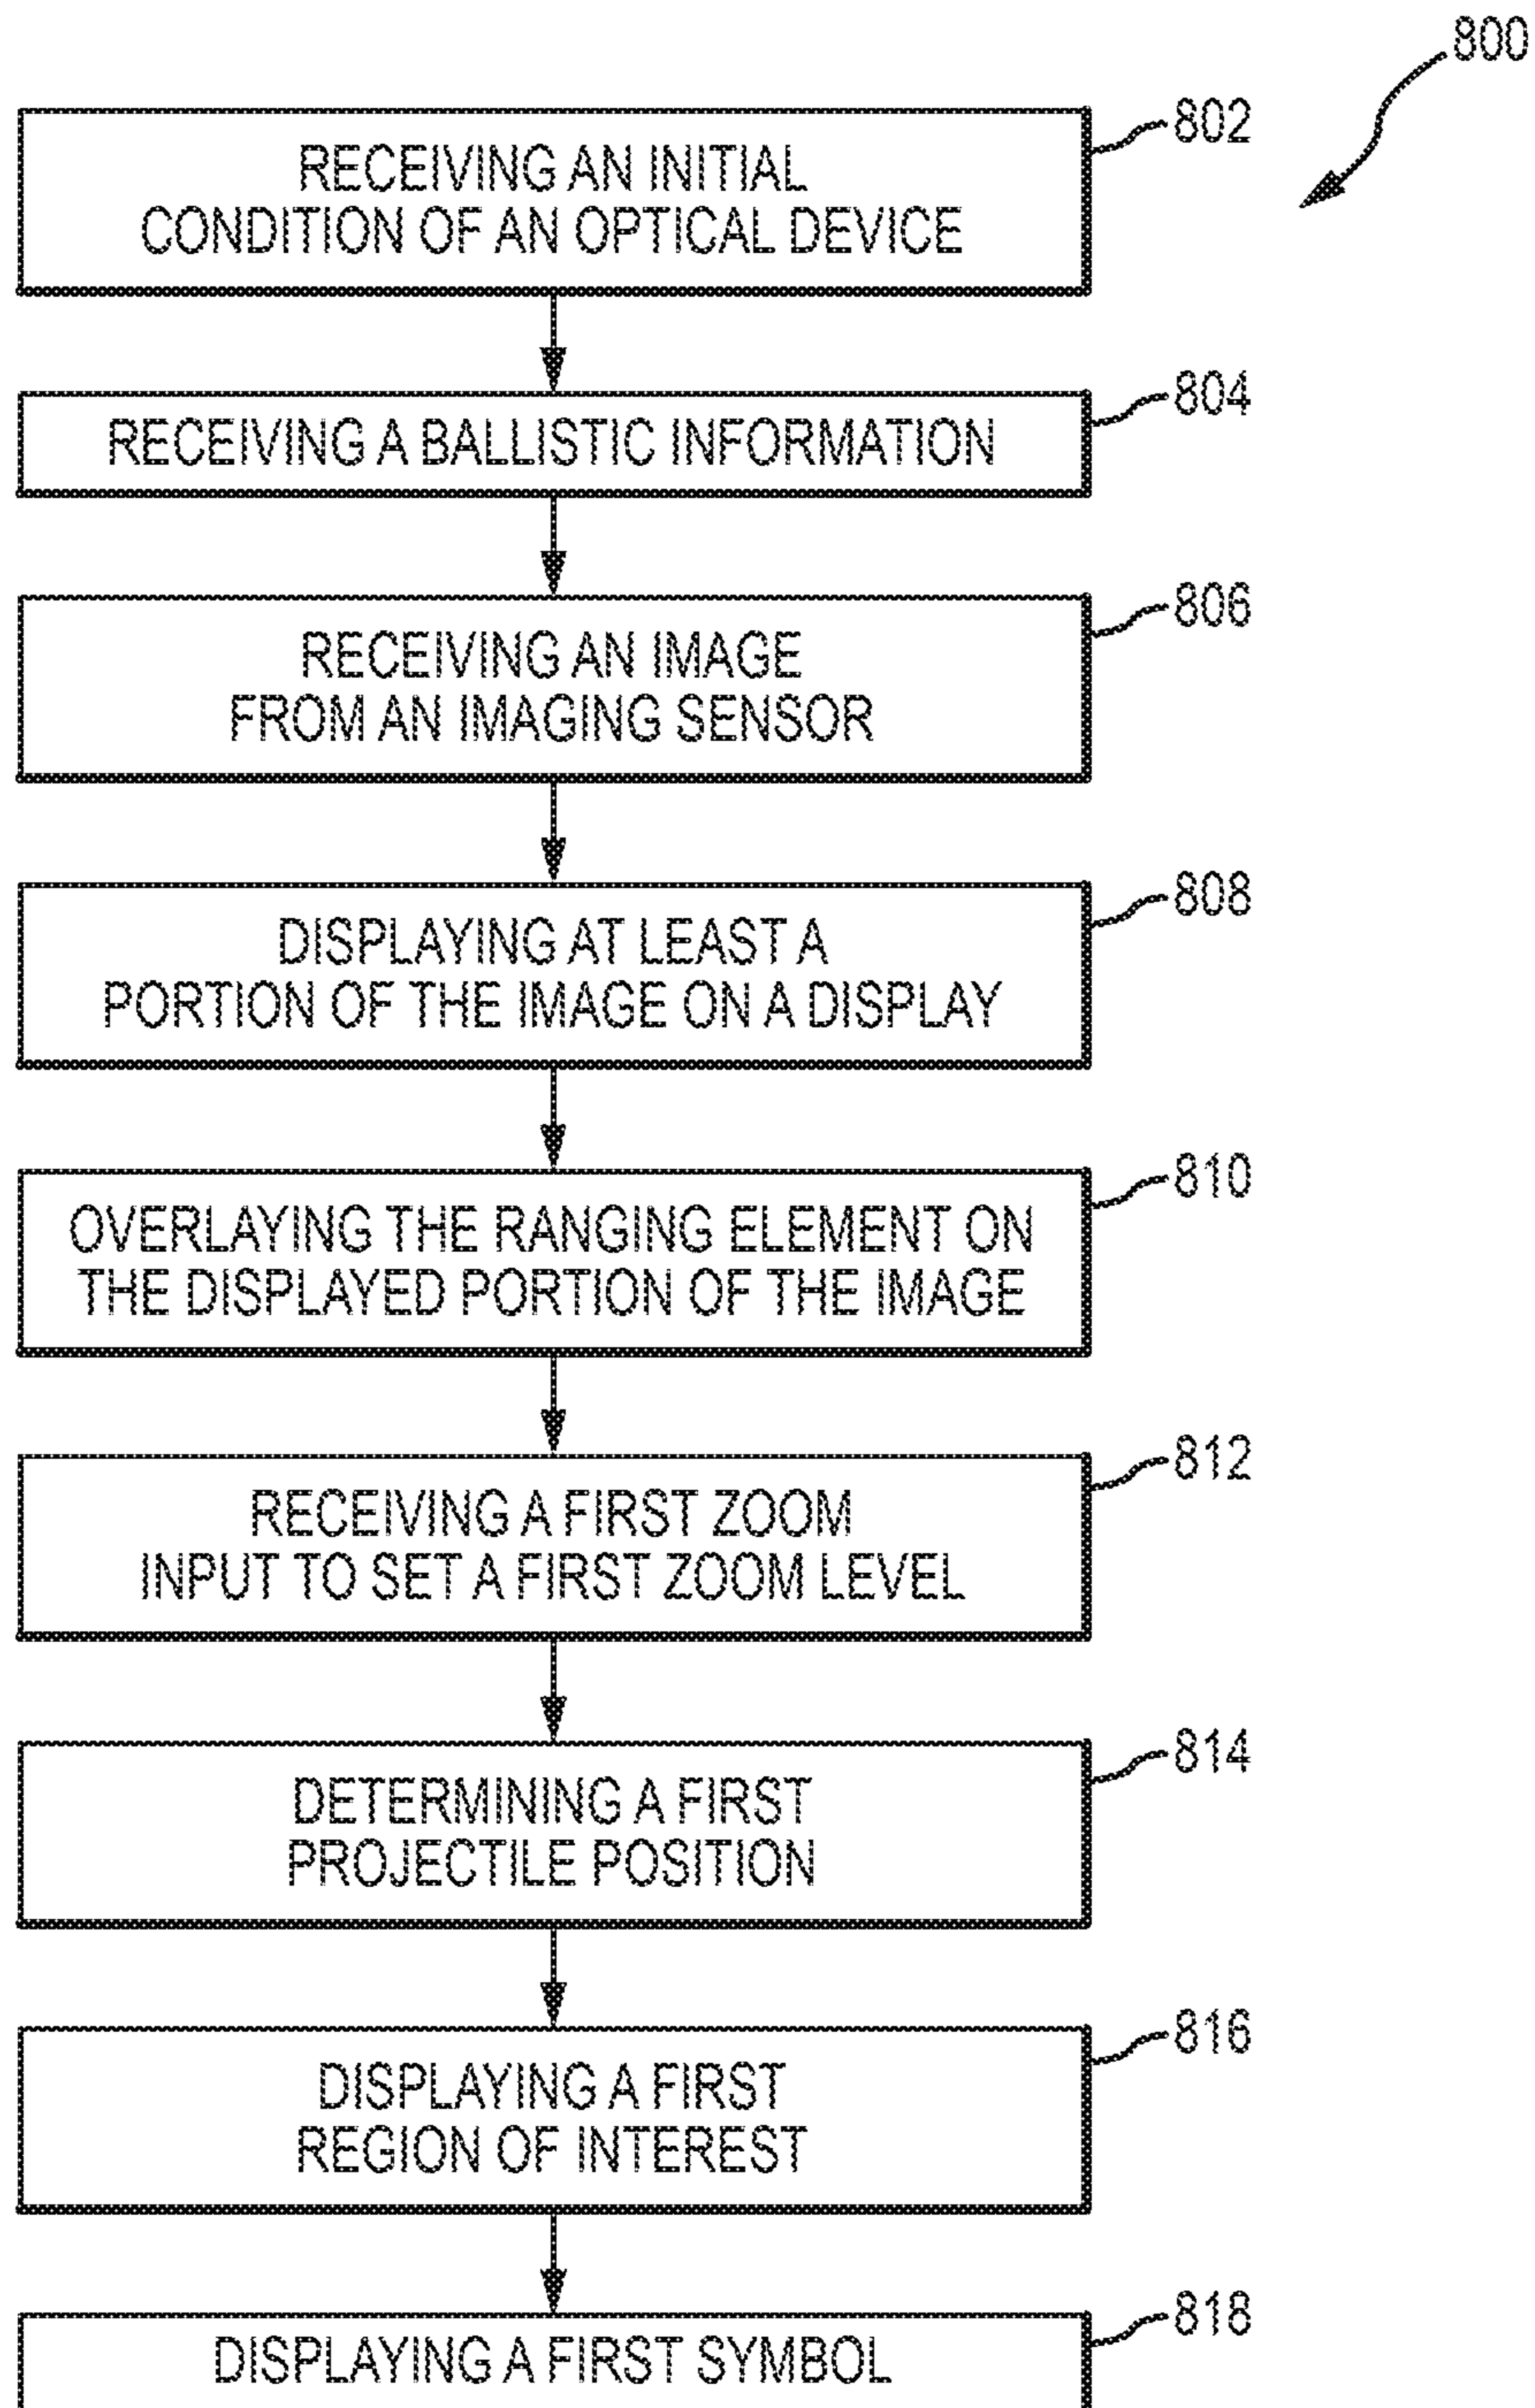 800
802
RECEIVING AN INITIAL
CONDITION OF AN OPTICAL DEVICE
804
RECEIVING A BALLISTIC INFORMATION
806
RECEIVING AN IMAGE
FROM AN IMAGING SENSOR
808
DISPLAYING AT LEAST A
PORTION OF THE IMAGE ON A DISPLAY
810
OVERLAYING THE RANGING ELEMENT ON
THE DISPLAYED PORTION OF THE IMAGE
812
RECEIVING A FIRST ZOOM
INPUT TO SET A FIRST ZOOM LEVEL
814
DETERMINING A FIRST
PROJECTILE POSITION
816
DISPLAYING A FIRST
REGION OF INTEREST
818
DISPLAYING A FIRST SYMBOL